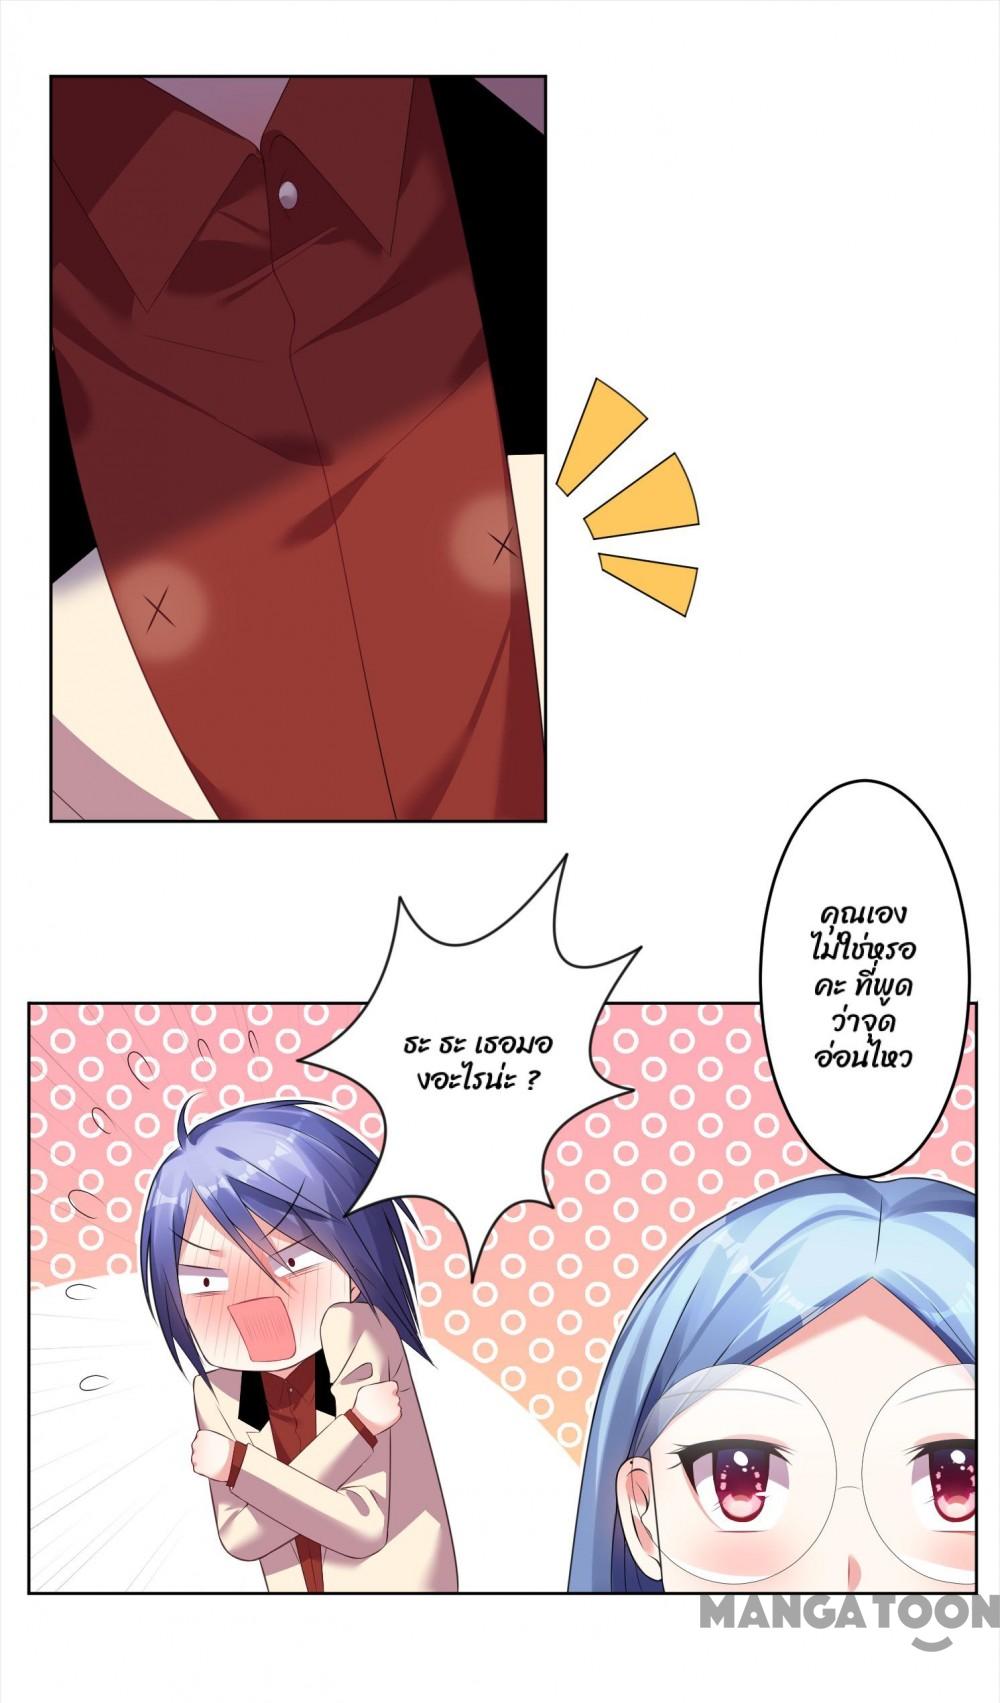 คุณเอง
ไม่ใช่หรอ
คะ ที่พูด
ว่าจุด
อ่อนไหว
ธะ ธะ เธอมอ
งอะไรน่ะ ?
MANGATOON